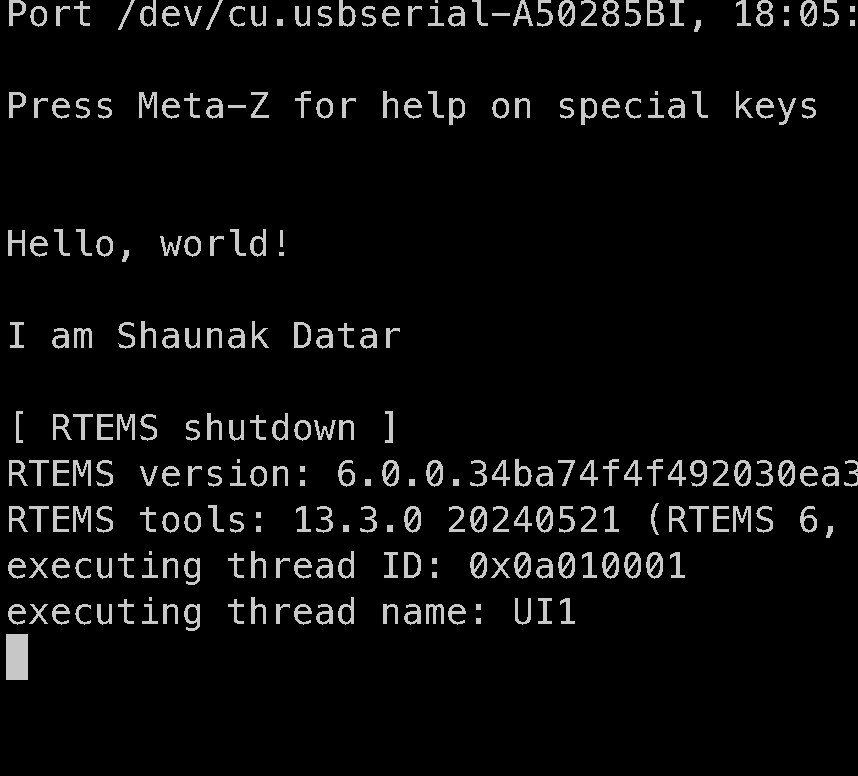 Port /dev/cu.usbserial-A50285BI, 18:05:
Press Meta-Z for help on special keys
Hello, world!
I am Shaunak Datar
[ RTEMS shutdown ]
RTEMS version: 6.0.0.34ba74f4f492030ea3
RTEMS tools: 13.3.0 20240521 (RTEMS 6,
executing thread ID: 0x0a010001
executing thread name: UI1